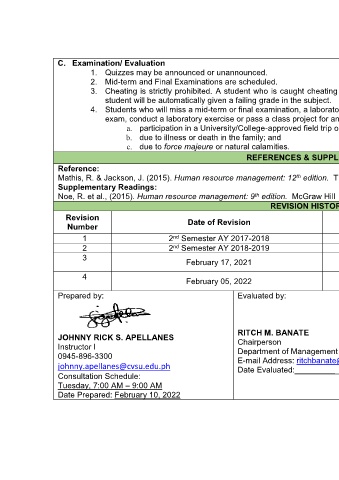 C. Examination/ Evaluation
1. Quizzes may be announced or unannounced.
2. Mid-term and Final Examinations are scheduled.
3. Cheating is strictly prohibited. A student who is caught cheating
student will be automatically given a failing grade in the subject.
4. Students who will miss a mid-term or final examination, a laborato
exam, conduct a laboratory exercise or pass a class project for an
a. participation in a University/College-approved field trip o
b. due to illness or death in the family; and
c. due to force majeure or natural calamities.
REFERENCES & SUPPL
Reference:
Mathis, R. & Jackson, J. (2015). Human resource management: 12th edition. T
Supplementary Readings:
Noe, R. et al., (2015). Human resource management: 9th edition. McGraw Hill
REVISION HISTOR
Revision Number Date of Revision
1 2nd Semester AY 2017-2018
2 2nd Semester AY 2018-2019
3 February 17, 2021
4 February 05, 2022
Prepared by: Evaluated by:
JOHNNY RICK S. APELLANES
Instructor I
0945-896-3300
johnny.apellanes@cvsu.edu.ph
Consultation Schedule:
Tuesday, 7:00 AM – 9:00 AM
Date Prepared: February 10, 2022
RITCH M. BANATE
Chairperson
Department of Management
E-mail Address: ritchbanate@
Date Evaluated: